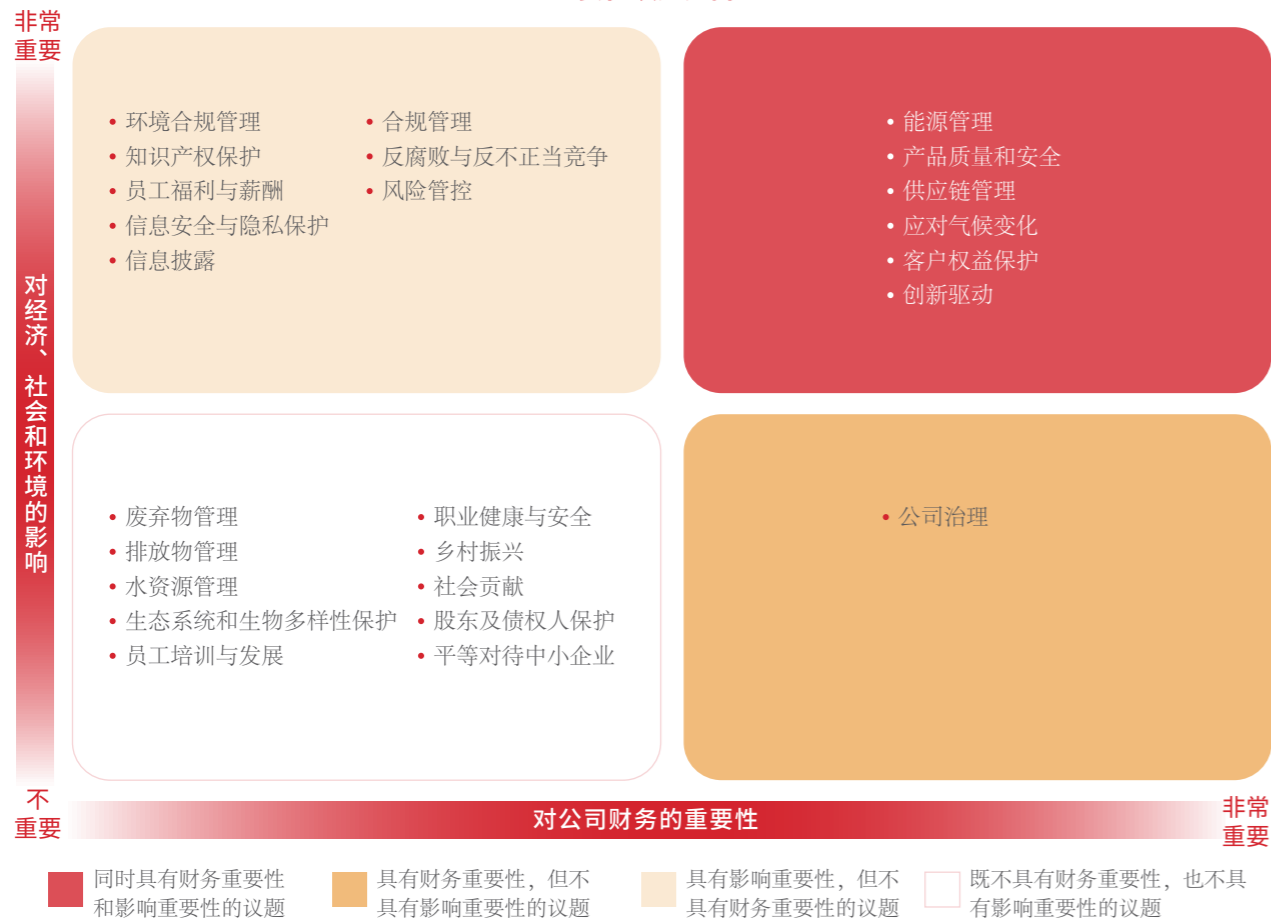 非常
重要
环境合规管理
知识产权保护
员工福利与薪酬
信息安全与隐私保护
信息披露
合规管理
反腐败与反不正当竞争
风险管控
能源管理
产品质量和安全
供应链管理
应对气候变化
客户权益保护
创新驱动
对经济、社会和环境的影响
废弃物管理
排放物管理
水资源管理
生态系统和生物多样性保护
员工培训与发展
职业健康与安全
乡村振兴
社会贡献
股东及债权人保护
平等对待中小企业
公司治理
不
重要
对公司财务的重要性
非常
重要
同时具有财务重要性
和影响重要性的议题
具有财务重要性，但不
具有影响重要性的议题
具有影响重要性，但不
具有财务重要性的议题
既不具有财务重要性，也不具
有影响重要性的议题